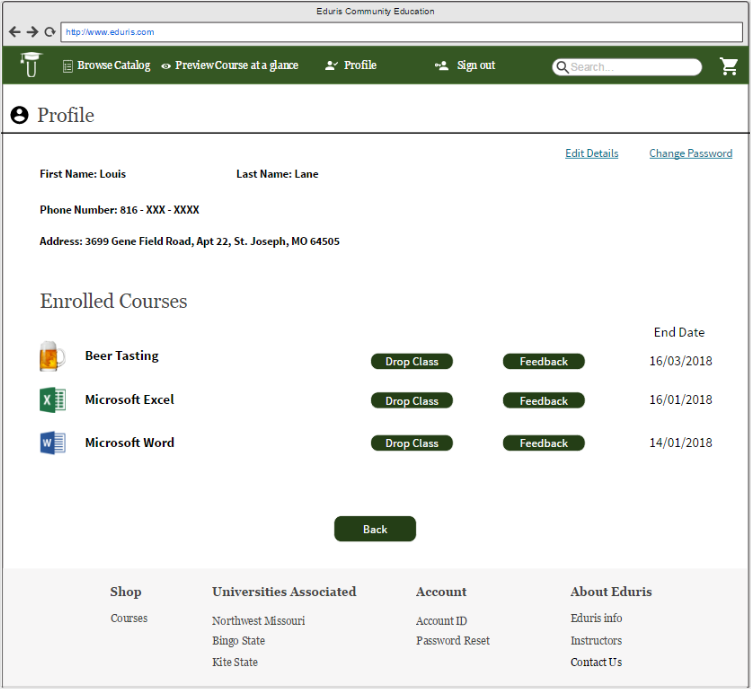 Eduris Community Education
http://www.eduris.com
Browse Catalog Preview Course at a glance Profile Sign out Search...
Profile
Edit Details Change Password
First Name: Louis Last Name: Lane
Phone Number: 816 - XXX - XXXX
Address: 3699 Gene Field Road, Apt 22, St. Joseph, MO 64505
Enrolled Courses
End Date
Beer Tasting Drop Class Feedback 16/03/2018
X Microsoft Excel Drop Class Feedback 16/01/2018
W Microsoft Word Drop Class Feedback 14/01/2018
Back
Shop Universities Associated Account About Eduris
Courses Northwest Missouri Account ID Eduris info
Bingo State Password Reset Instructors
Kite State Contact Us